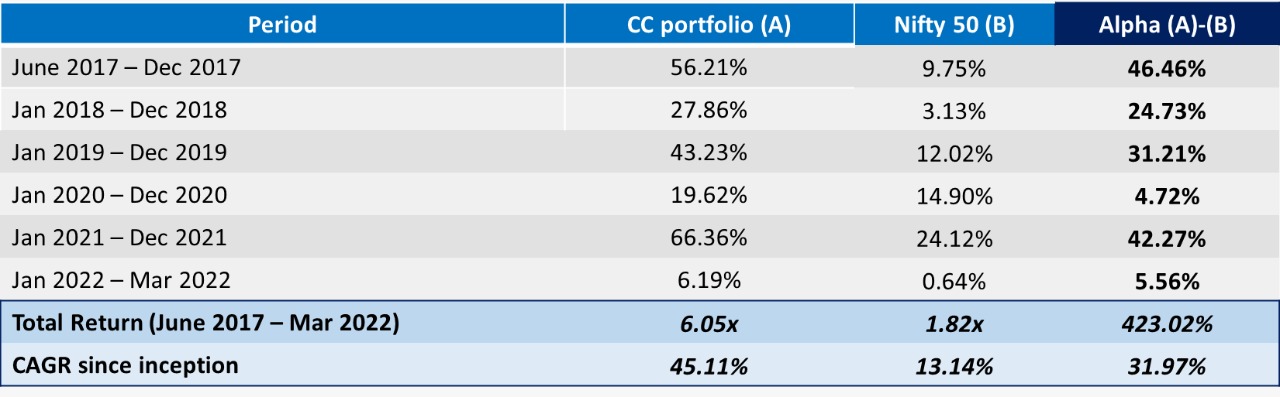 Period CC portfolio (A) Nifty 50 (B) Alpha (A)-(B)
June 2017 – Dec 2017 56.21% 9.75% 46.46%
Jan 2018 – Dec 2018 27.86% 3.13% 24.73%
Jan 2019 – Dec 2019 43.23% 12.02% 31.21%
Jan 2020 – Dec 2020 19.62% 14.90% 4.72%
Jan 2021 – Dec 2021 66.36% 24.12% 42.27%
Jan 2022 – Mar 2022 6.19% 0.64% 5.56%
Total Return (June 2017 – Mar 2022) 6.05x 1.82x 423.02%
CAGR since inception 45.11% 13.14% 31.97%